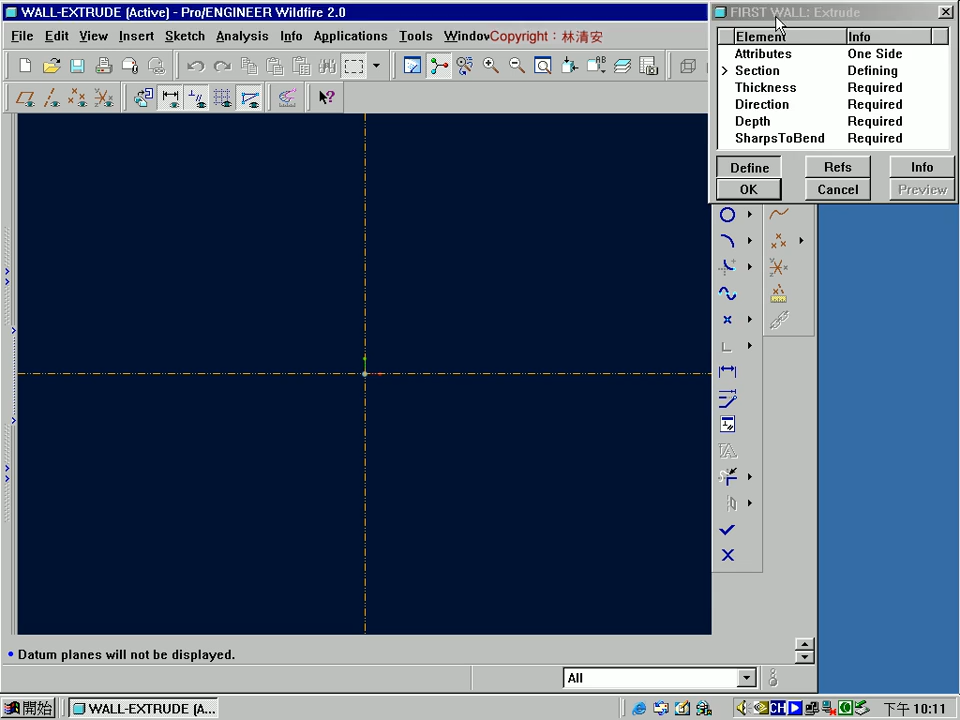 WALL-EXTRUDE (Active) - Pro/ENGINEER Wildfire 2.0
FIRST WALL: Extrude
File Edit View Insert Sketch Analysis Info Applications Tools Window
Copyright：林清安
Element Info
Attributes One Side
> Section Defining
Thickness Required
Direction Required
Depth Required
SharpsToBend Required
Define Refs Info
OK Cancel Preview
• Datum planes will not be displayed.
All
開始
WALL-EXTRUDE (A...
CH
下午 10:11